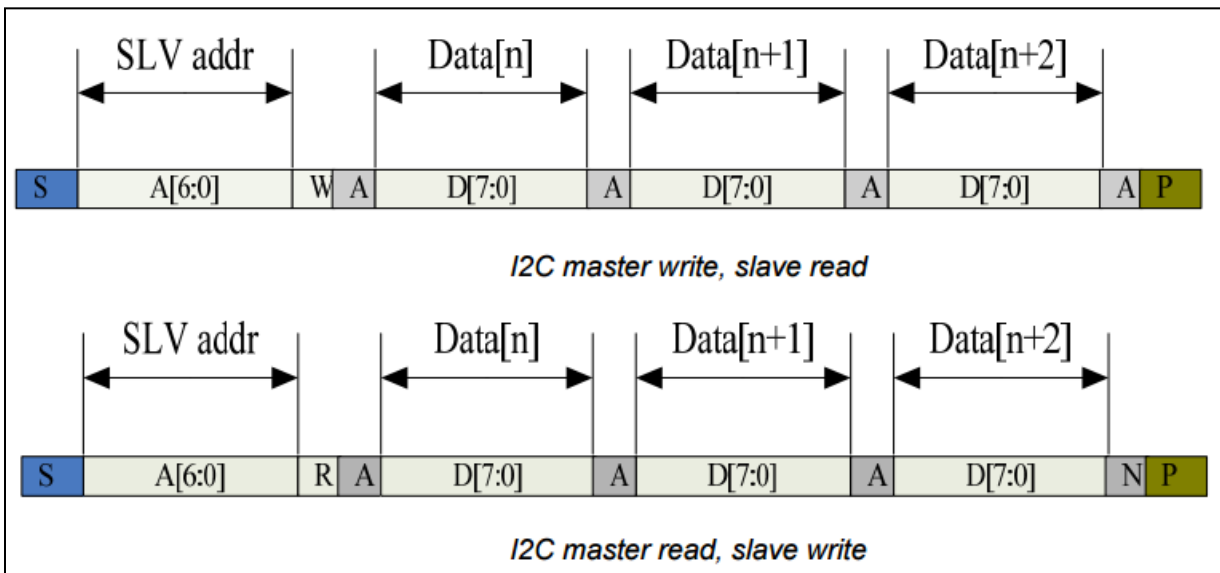 SLV addr Data[n] Data[n+1] Data[n+2]
S A[6:0] W A D[7:0] A D[7:0] A D[7:0] A P
I2C master write, slave read
SLV addr Data[n] Data[n+1] Data[n+2]
S A[6:0] R A D[7:0] A D[7:0] A D[7:0] N P
I2C master read, slave write